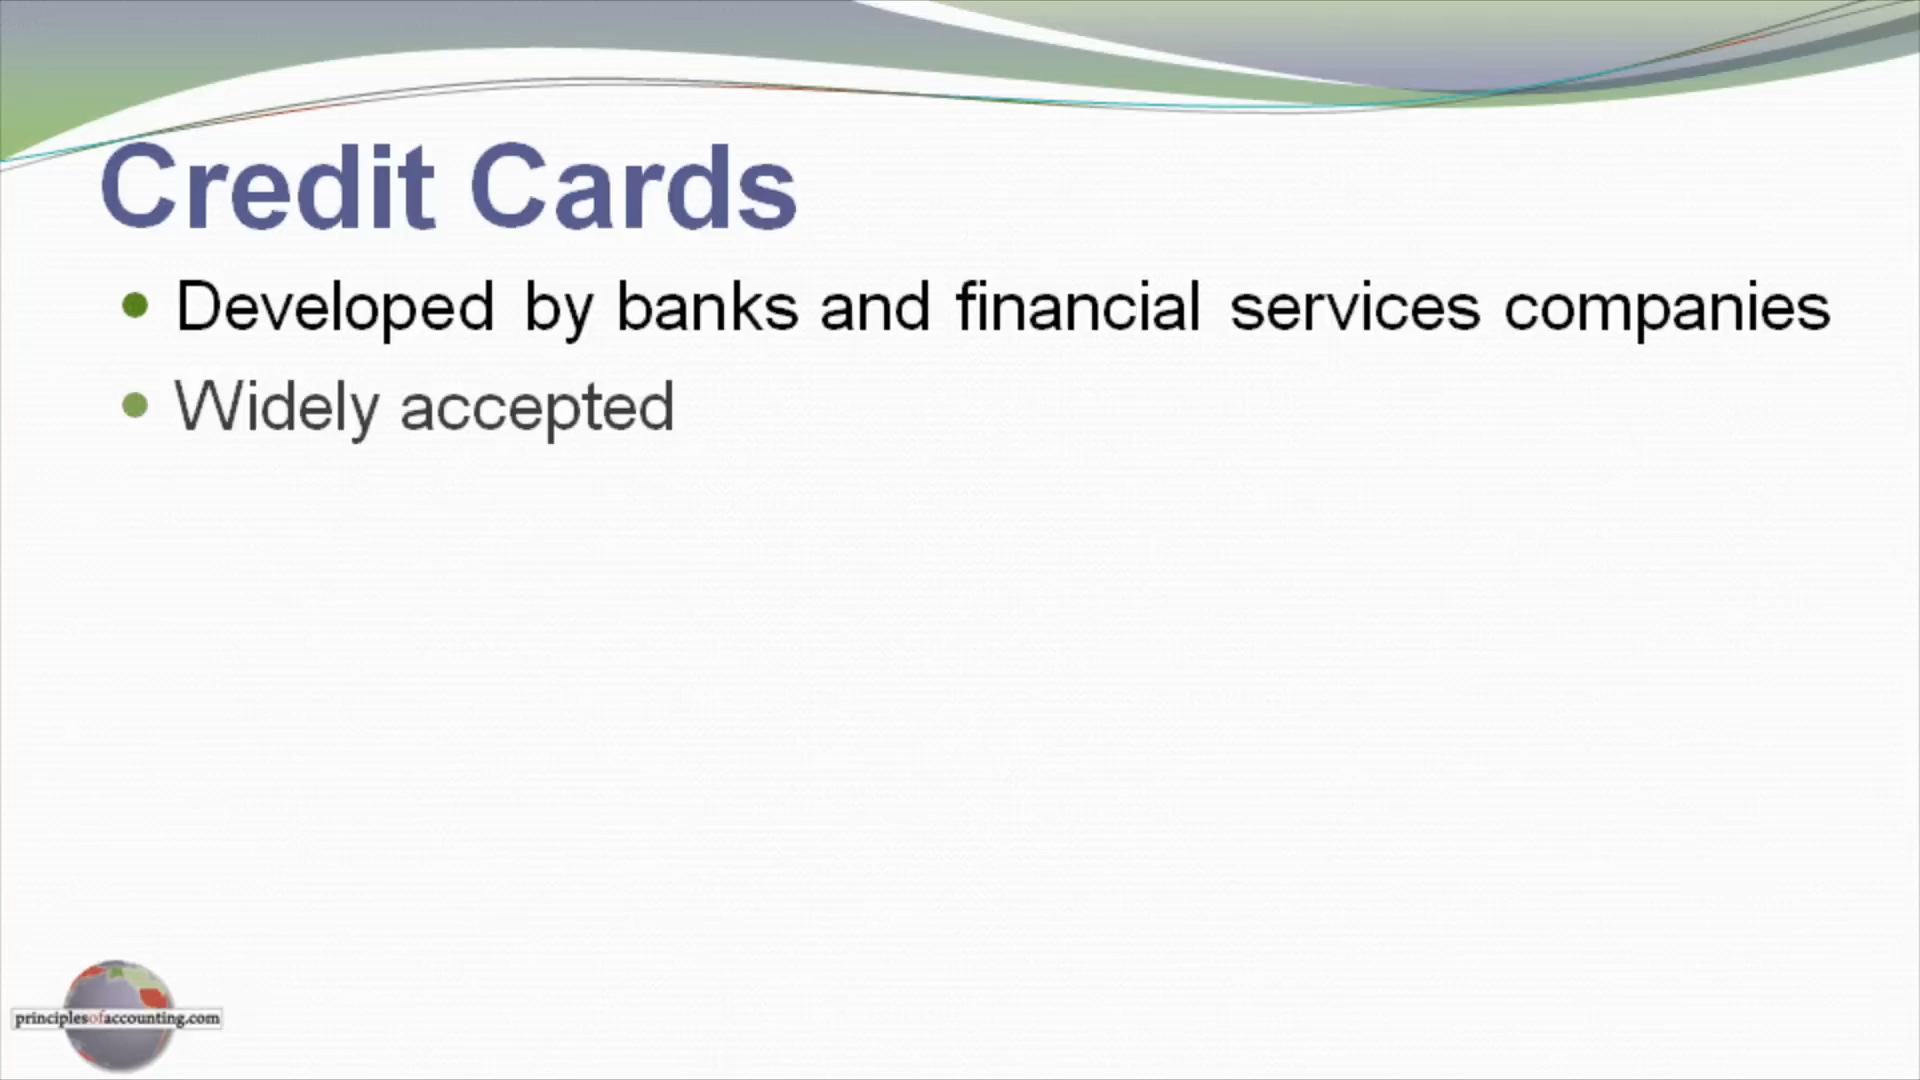 Credit Cards
Developed by banks and financial services companies
Widely accepted
principlesofaccounting.com